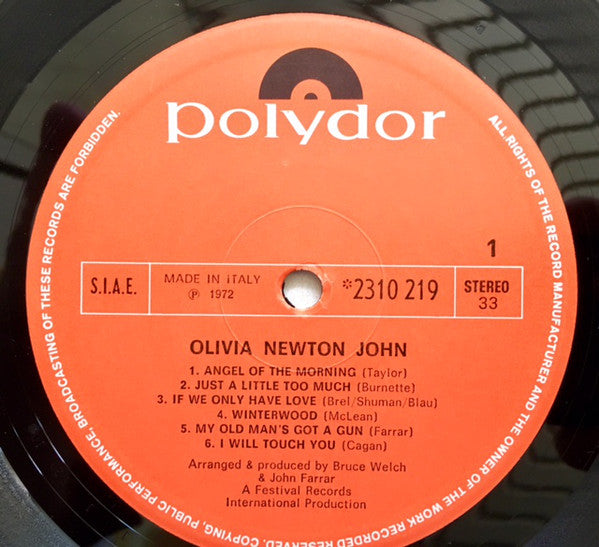 polydor
1
S.I.A.E.
MADE IN ITALY
Ⓟ 1972
*2310 219
STEREO
33
OLIVIA NEWTON JOHN
1. ANGEL OF THE MORNING (Taylor)
2. JUST A LITTLE TOO MUCH (Burnette)
3. IF WE ONLY HAVE LOVE (Brel/Shuman/Blau)
4. WINTERWOOD (McLean)
5. MY OLD MAN'S GOT A GUN (Farrar)
6. I WILL TOUCH YOU (Cagan)
Arranged & produced by Bruce Welch
& John Farrar
A Festival Records
International Production
ALL RIGHTS OF THE RECORD MANUFACTURER AND THE OWNER OF THE WORK RECORDED RESERVED. COPYING, PUBLIC PERFORMANCE, BROADCASTING OF THESE RECORDS ARE FORBIDDEN.